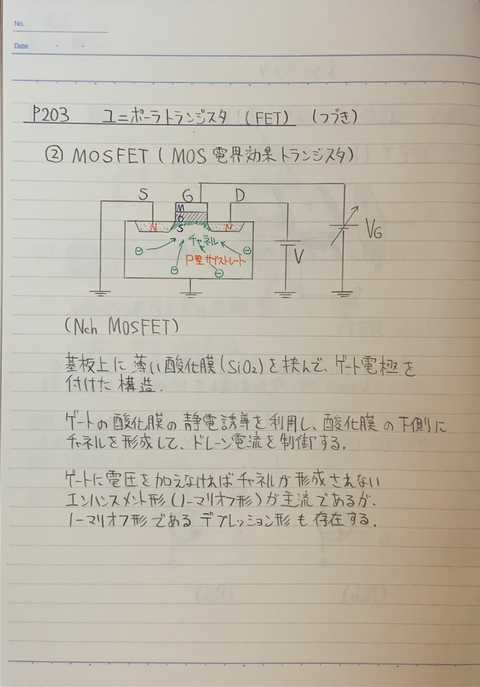 No.
Date
P203 ユニポーラトランジスタ (FET) (つづき)
② MOSFET (MOS 電界効果トランジスタ)
S G D
M
O
S
N N
チャネル
P型サブストレート
⊖ ⊖ ⊖ ⊖
V
VG
(Nch MOSFET)
基板上に薄い酸化膜(SiO2)を挟んで、ゲート電極を
付けた構造.
ゲートの酸化膜の静電誘導を利用し、酸化膜の下側に
チャネルを形成して、ドレーン電流を制御する.
ゲートに電圧を加えなければチャネルが形成されない
エンハンスメント形(ノーマリオフ形)が主流であるが、
ノーマリオフ形であるデプレッション形も存在する.